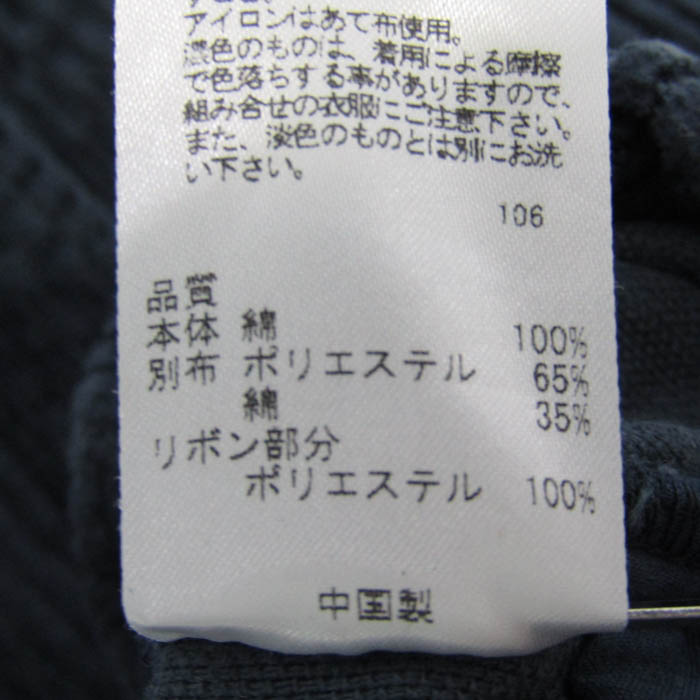 アイロンはあて布使用。
濃色のものは、着用による摩擦
で色落ちする事がありますので、
組み合せの衣服にご注意下さい。
また、淡色のものとは別にお洗
い下さい。
106
品質
本体 綿 100%
別布 ポリエステル 65%
綿 35%
リボン部分
ポリエステル 100%
中国製